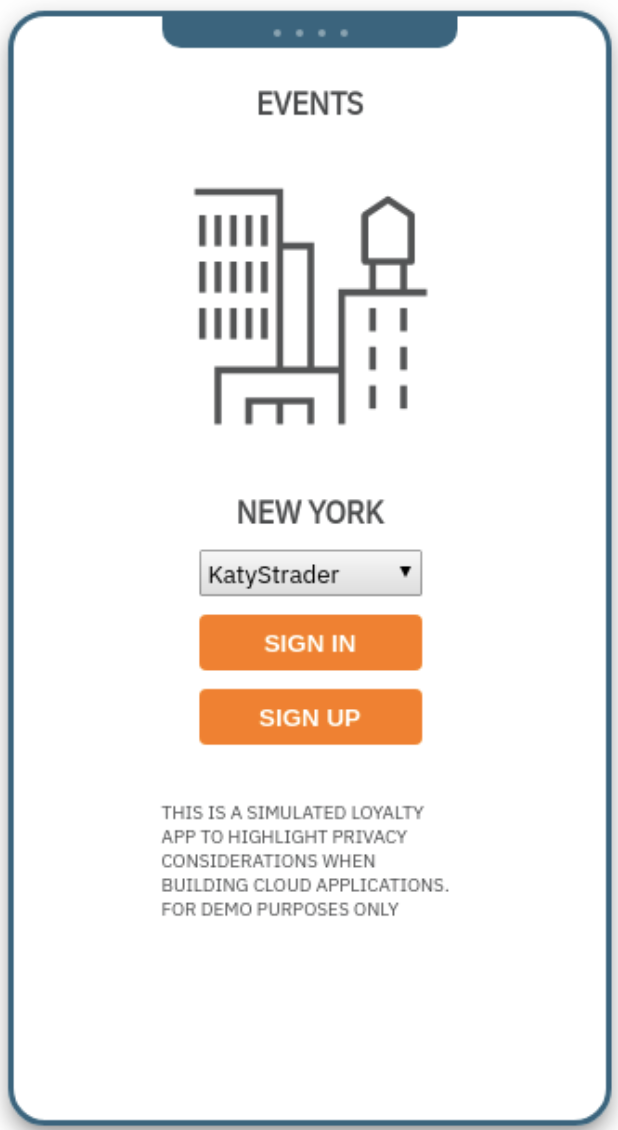 EVENTS
NEW YORK
KatyStrader
SIGN IN
SIGN UP
THIS IS A SIMULATED LOYALTY
APP TO HIGHLIGHT PRIVACY
CONSIDERATIONS WHEN
BUILDING CLOUD APPLICATIONS.
FOR DEMO PURPOSES ONLY